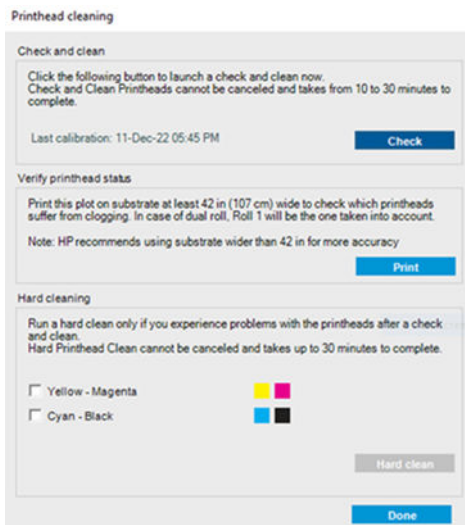 Printhead cleaning
Check and clean
Click the following button to launch a check and clean now.
Check and Clean Printheads cannot be canceled and takes from 10 to 30 minutes to
complete.
Last calibration: 11-Dec-22 05:45 PM
Check
Verify printhead status
Print this plot on substrate at least 42 in (107 cm) wide to check which printheads
suffer from clogging. In case of dual roll, Roll 1 will be the one taken into account.
Note: HP recommends using substrate wider than 42 in for more accuracy
Print
Hard cleaning
Run a hard clean only if you experience problems with the printheads after a check
and clean.
Hard Printhead Clean cannot be canceled and takes up to 30 minutes to complete.
Yellow - Magenta
Cyan - Black
Hard clean
Done